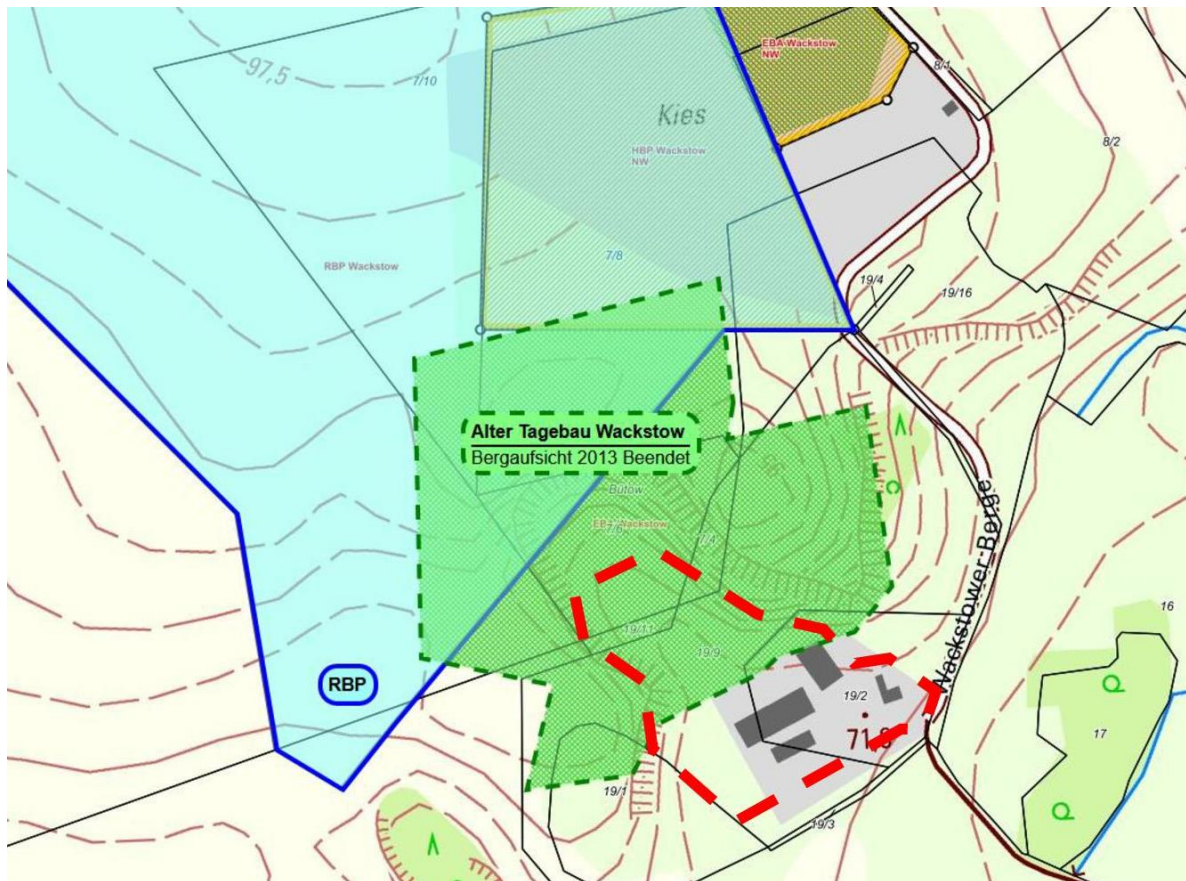 97,5
7/10
EBA-Wackstow
NW
8/1
Kies
HBP-Wackstow
NW
8/2
7/8
RBP Wackstow
19/4
19/16
Alter Tagebau Wackstow
Bergaufsicht 2013 Beendet
96
Bütow
EBA Wackstow
7/6
7/4
Wackstower Berge
16
19/11
19/9
RBP
19/2
17
19/1
19/3